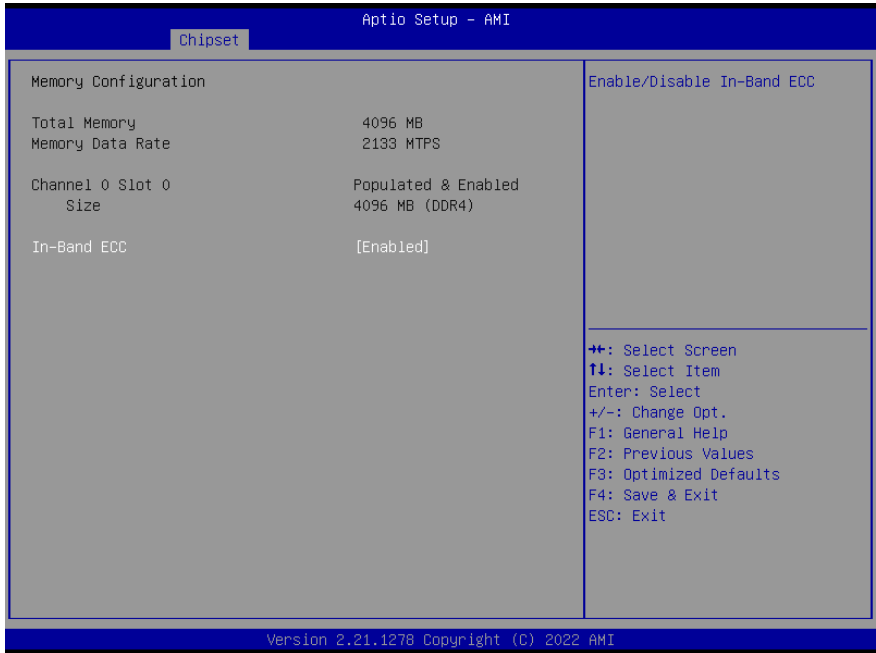 Aptio Setup – AMI
Chipset
Memory Configuration
Total Memory 4096 MB
Memory Data Rate 2133 MTPS
Channel 0 Slot 0 Populated & Enabled
Size 4096 MB (DDR4)
In-Band ECC [Enabled]
Enable/Disable In-Band ECC
→←: Select Screen
↑↓: Select Item
Enter: Select
+/-: Change Opt.
F1: General Help
F2: Previous Values
F3: Optimized Defaults
F4: Save & Exit
ESC: Exit
Version 2.21.1278 Copyright (C) 2022 AMI